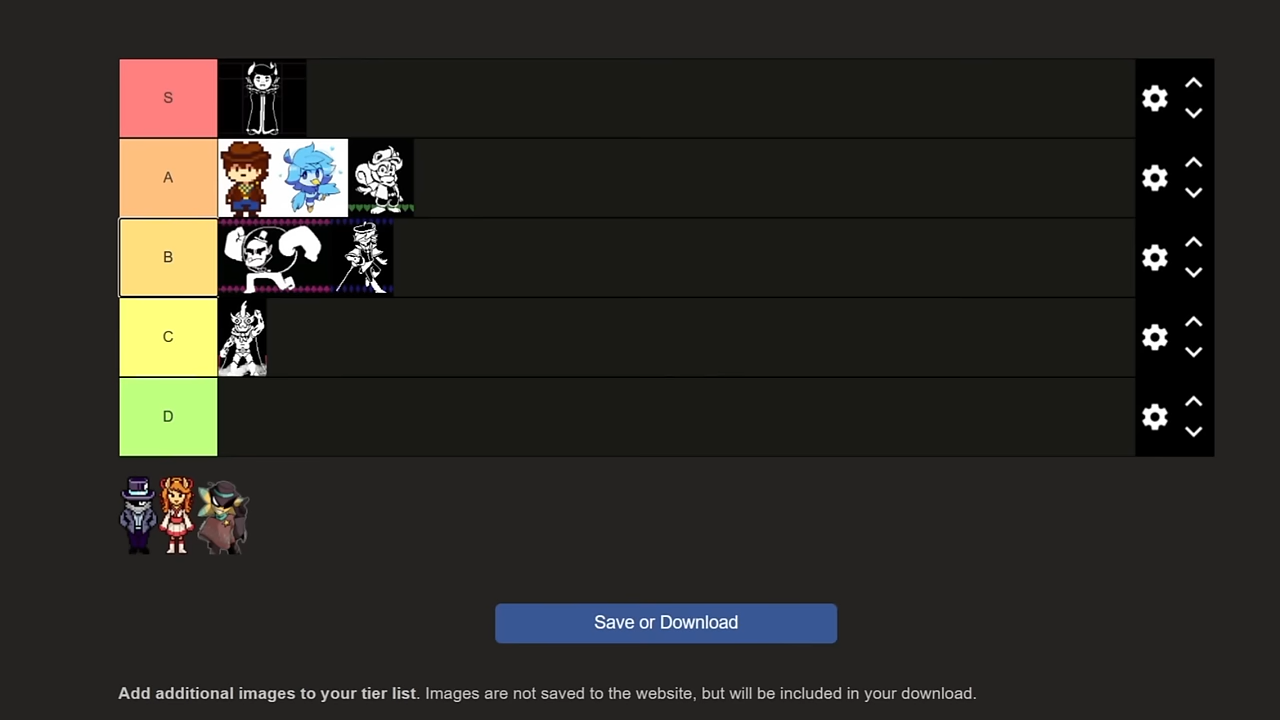 S
A
B
C
D
Save or Download
Add additional images to your tier list. Images are not saved to the website, but will be included in your download.